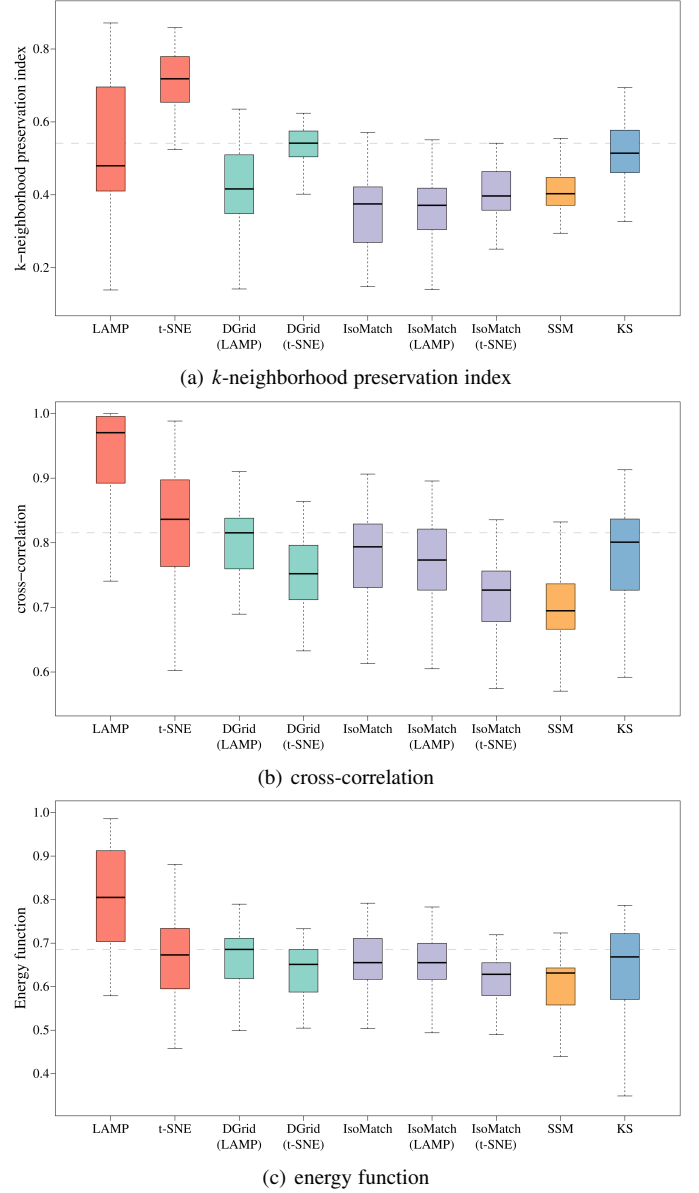 k−neighborhood preservation index
0.8
0.6
0.4
0.2
LAMP t-SNE DGrid DGrid IsoMatch IsoMatch IsoMatch SSM KS
(LAMP) (t-SNE) (LAMP) (t-SNE)
(a) k-neighborhood preservation index
cross−correlation
1.0
0.9
0.8
0.7
0.6
LAMP t-SNE DGrid DGrid IsoMatch IsoMatch IsoMatch SSM KS
(LAMP) (t-SNE) (LAMP) (t-SNE)
(b) cross-correlation
Energy function
1.0
0.9
0.8
0.7
0.6
0.5
0.4
LAMP t-SNE DGrid DGrid IsoMatch IsoMatch IsoMatch SSM KS
(LAMP) (t-SNE) (LAMP) (t-SNE)
(c) energy function